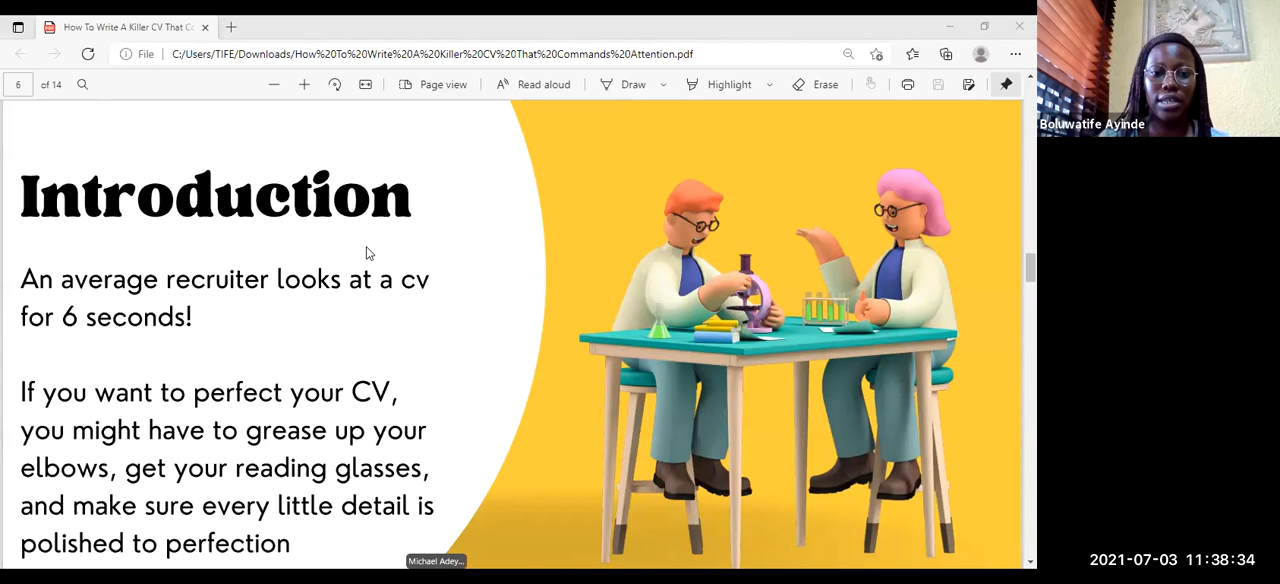 How To Write A Killer CV That C
File
C:/Users/TIFE/Downloads/How%20To%20Write%20A%20Killer%20CV%20That%20Commands%20Attention.pdf
6 of 14
Page view
Read aloud
Draw
Highlight
Erase
Boluwatife Ayinde
Introduction
An average recruiter looks at a cv
for 6 seconds!
If you want to perfect your CV,
you might have to grease up your
elbows, get your reading glasses,
and make sure every little detail is
polished to perfection
Michael Adey...
2021-07-03 11:38:34